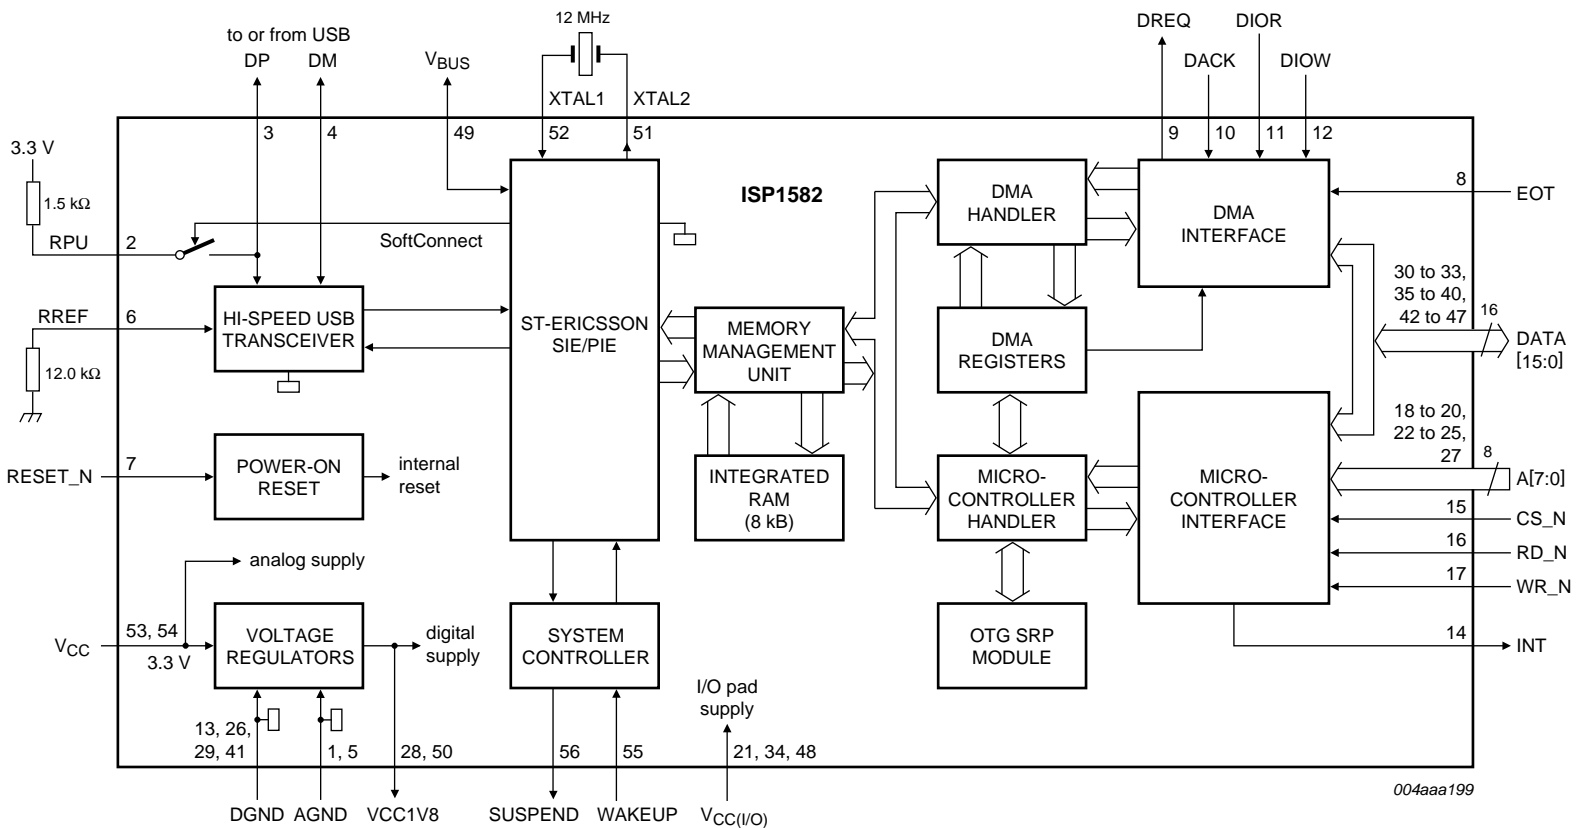 12 MHz
to or from USB
DP
DM
VBUS
XTAL1
XTAL2
DREQ
DIOR
DACK
DIOW
3
4
49
52
51
9
10
11
12
3.3 V
1.5 kΩ
RPU
2
SoftConnect
ISP1582
DMA
HANDLER
DMA
INTERFACE
8
EOT
RREF
6
12.0 kΩ
HI-SPEED USB
TRANSCEIVER
ST-ERICSSON
SIE/PIE
MEMORY
MANAGEMENT
UNIT
DMA
REGISTERS
30 to 33,
35 to 40,
42 to 47
16
DATA
[15:0]
RESET_N
7
POWER-ON
RESET
internal
reset
INTEGRATED
RAM
(8 kB)
MICRO-
CONTROLLER
HANDLER
MICRO-
CONTROLLER
INTERFACE
18 to 20,
22 to 25,
27
8
A[7:0]
15
CS_N
16
RD_N
17
WR_N
14
INT
analog supply
VCC
53, 54
3.3 V
VOLTAGE
REGULATORS
digital
supply
SYSTEM
CONTROLLER
OTG SRP
MODULE
I/O pad
supply
13, 26,
29, 41
1, 5
28, 50
56
55
21, 34, 48
DGND
AGND
VCC1V8
SUSPEND
WAKEUP
VCC(I/O)
004aaa199